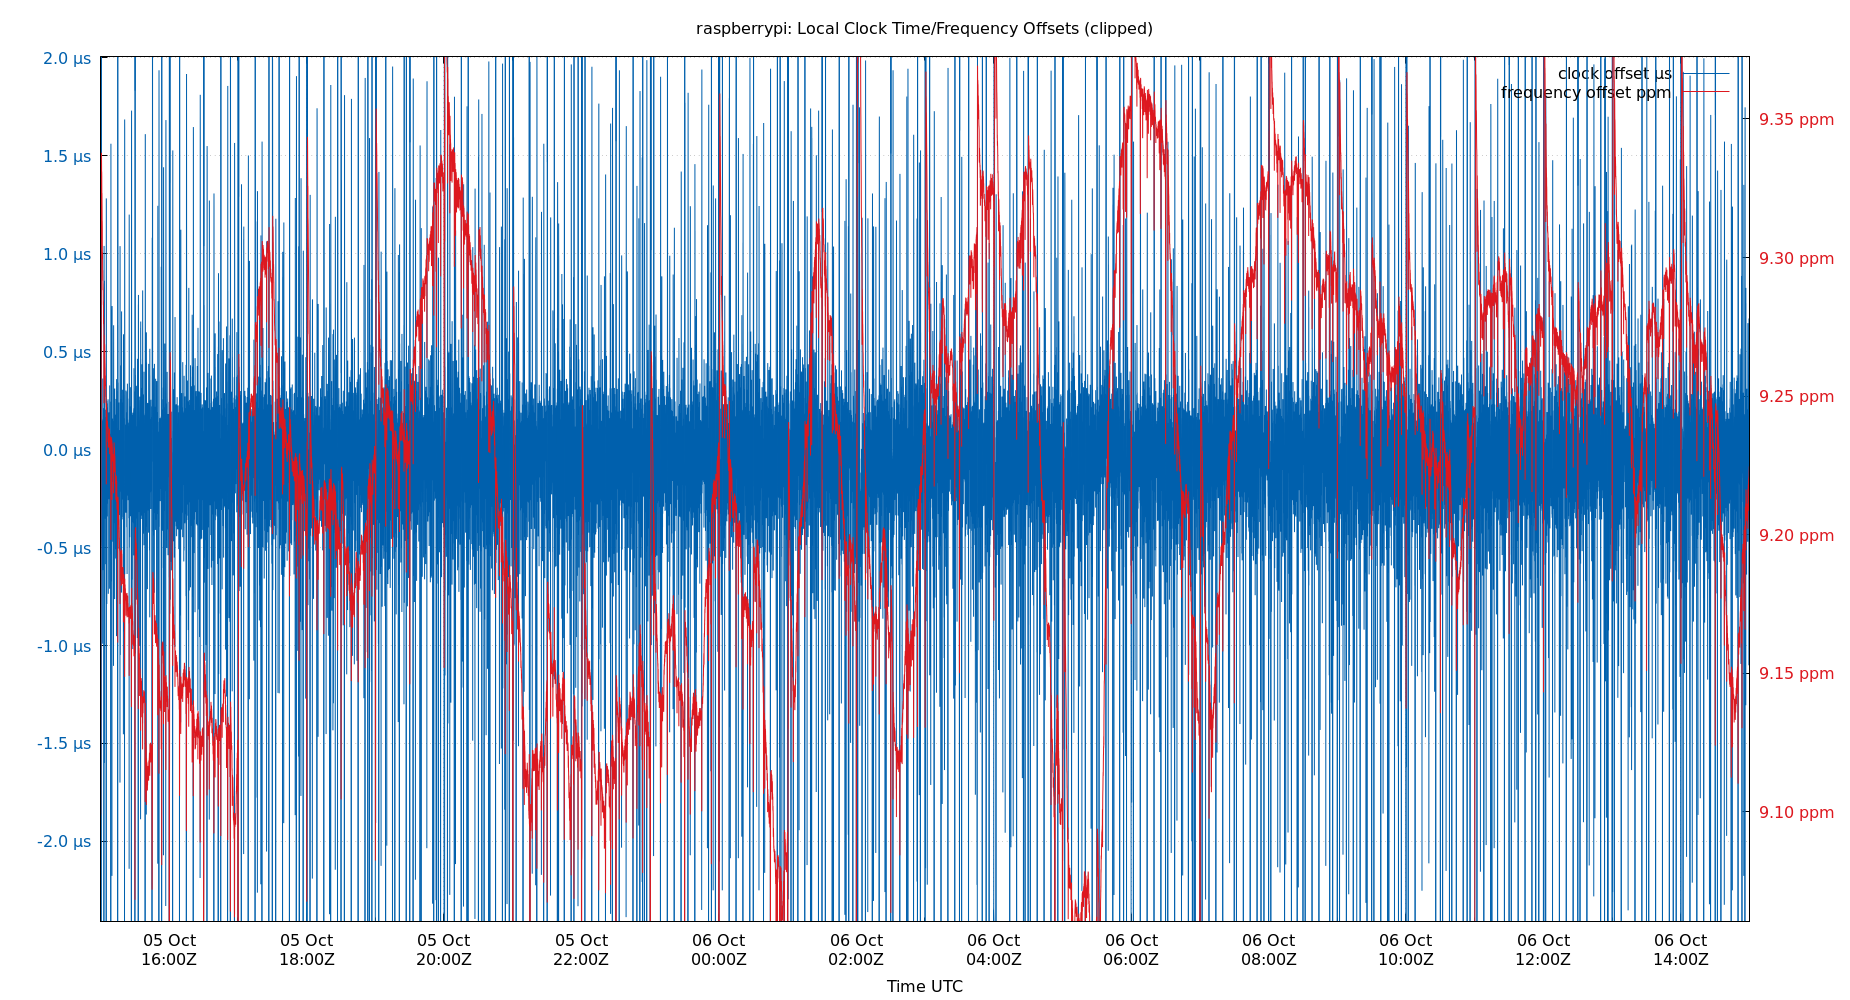 raspberrypi: Local Clock Time/Frequency Offsets (clipped)
clock offset μs
frequency offset ppm
2.0 μs
1.5 μs
1.0 μs
0.5 μs
0.0 μs
-0.5 μs
-1.0 μs
-1.5 μs
-2.0 μs
9.35 ppm
9.30 ppm
9.25 ppm
9.20 ppm
9.15 ppm
9.10 ppm
05 Oct 05 Oct 05 Oct 05 Oct 06 Oct 06 Oct 06 Oct 06 Oct 06 Oct 06 Oct 06 Oct 06 Oct
16:00Z 18:00Z 20:00Z 22:00Z 00:00Z 02:00Z 04:00Z 06:00Z 08:00Z 10:00Z 12:00Z 14:00Z
Time UTC